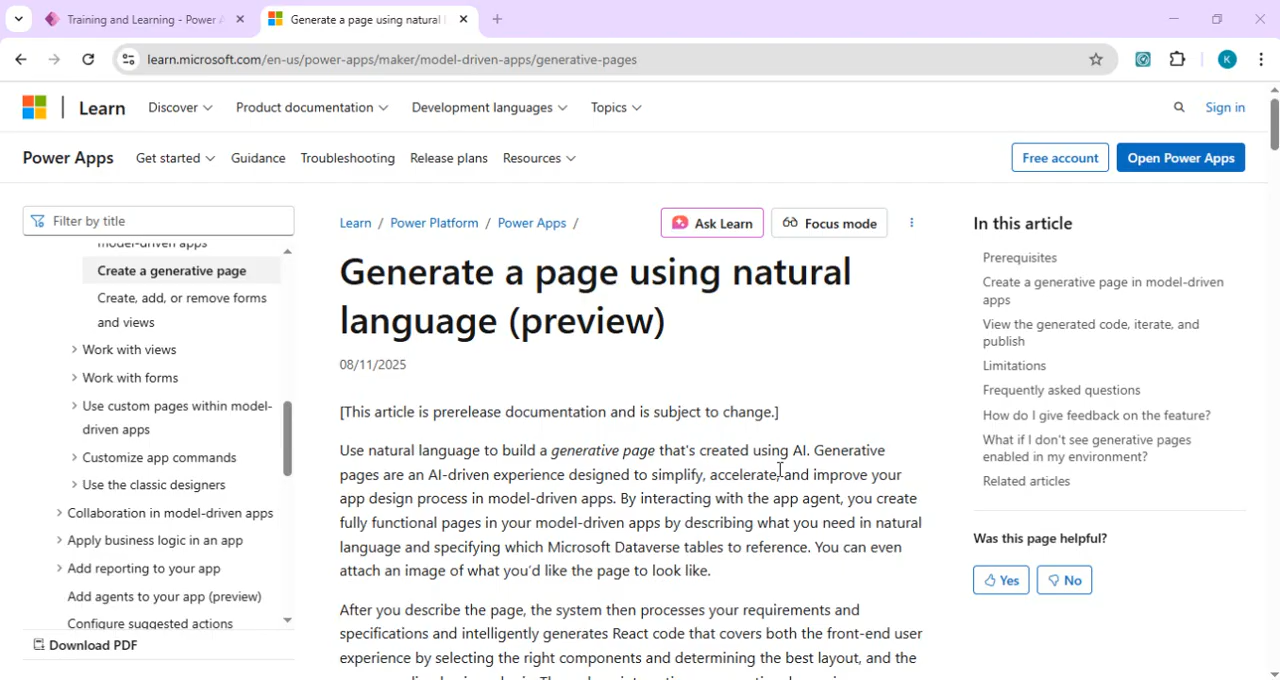 Training and Learning - Power A
Generate a page using natural
learn.microsoft.com/en-us/power-apps/maker/model-driven-apps/generative-pages
K
Learn
Discover
Product documentation
Development languages
Topics
Sign in
Power Apps
Get started
Guidance
Troubleshooting
Release plans
Resources
Free account
Open Power Apps
Filter by title
model-driven apps
Create a generative page
Create, add, or remove forms
and views
Work with views
Work with forms
Use custom pages within model-
driven apps
Customize app commands
Use the classic designers
Collaboration in model-driven apps
Apply business logic in an app
Add reporting to your app
Add agents to your app (preview)
Configure suggested actions
Download PDF
Learn / Power Platform / Power Apps /
Ask Learn
Focus mode
Generate a page using natural
language (preview)
08/11/2025
[This article is prerelease documentation and is subject to change.]
Use natural language to build a generative page that's created using AI. Generative
pages are an AI-driven experience designed to simplify, accelerate, and improve your
app design process in model-driven apps. By interacting with the app agent, you create
fully functional pages in your model-driven apps by describing what you need in natural
language and specifying which Microsoft Dataverse tables to reference. You can even
attach an image of what you'd like the page to look like.
After you describe the page, the system then processes your requirements and
specifications and intelligently generates React code that covers both the front-end user
experience by selecting the right components and determining the best layout, and the
In this article
Prerequisites
Create a generative page in model-driven
apps
View the generated code, iterate, and
publish
Limitations
Frequently asked questions
How do I give feedback on the feature?
What if I don't see generative pages
enabled in my environment?
Related articles
Was this page helpful?
Yes
No